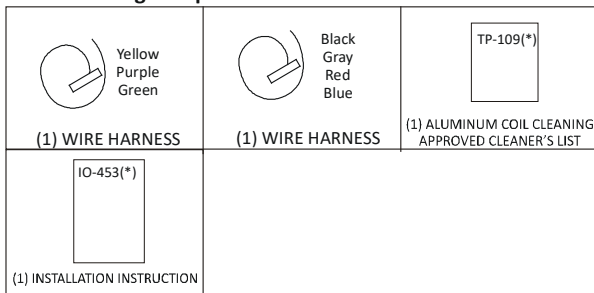 Yellow
Purple
Green
(1) WIRE HARNESS
Black
Gray
Red
Blue
(1) WIRE HARNESS
TP-109(*)
(1) ALUMINUM COIL CLEANING
APPROVED CLEANER'S LIST
IO-453(*)
(1) INSTALLATION INSTRUCTION